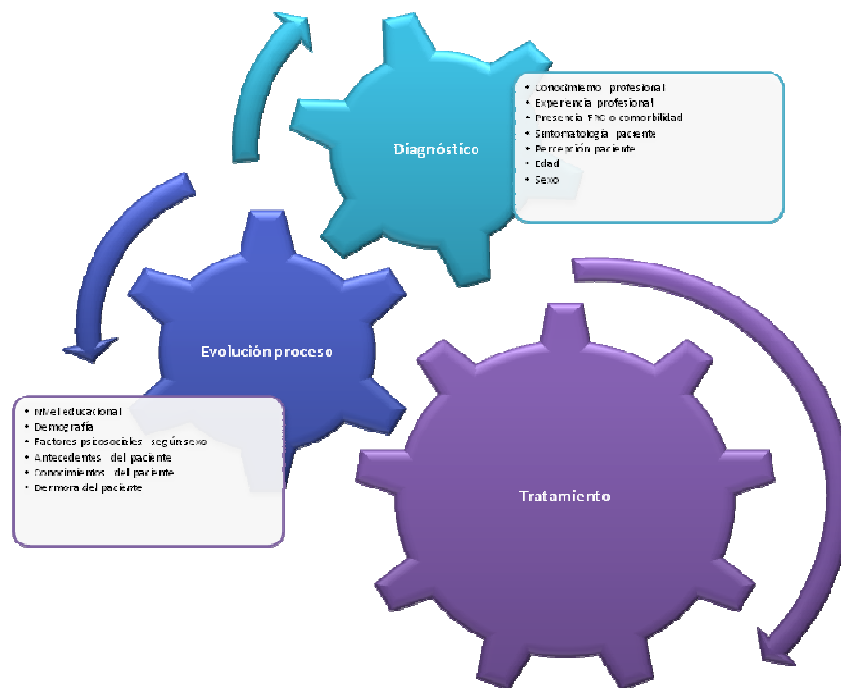 Diagnóstico
• Conocimiento profesional
• Experiencia profesional
• Presencia o comorbilidad
• Sintomatología paciente
• Percepción paciente
• Edad
• Sexo
Evolución proceso
• Nivel educacional
• Demografía
• Factores psicosociales según sexo
• Antecedentes del paciente
• Conocimientos del paciente
• Demora del paciente
Tratamiento